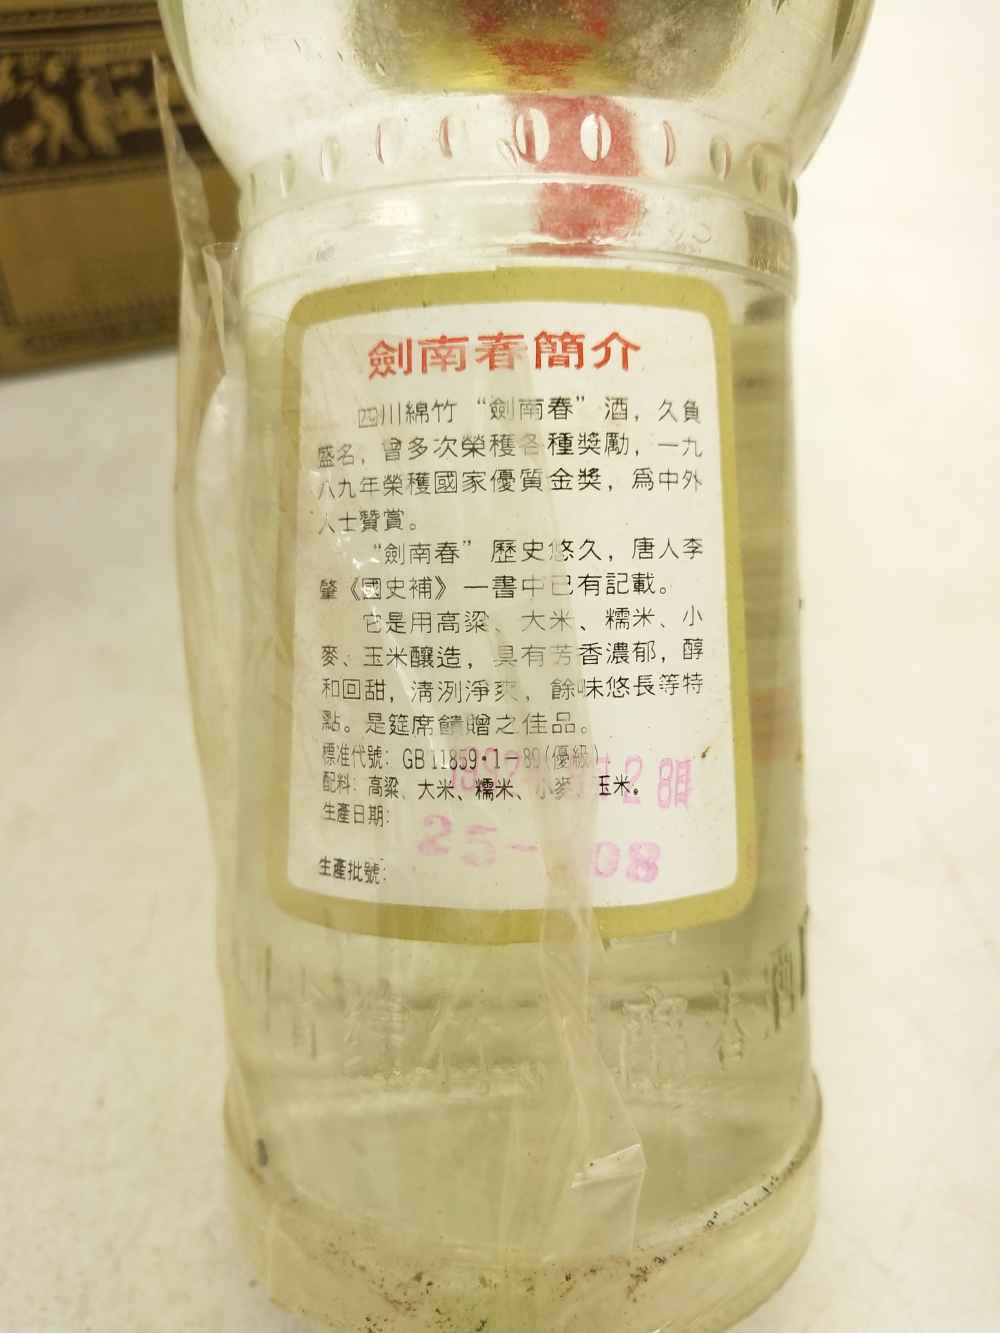 劍南春簡介
四川綿竹“劍南春”酒，久負
盛名，曾多次榮獲各種獎勵，一九
八九年榮獲國家優質金獎，爲中外
人士贊賞。
“劍南春”歷史悠久，唐人李
肇《國史補》一書中已有記載。
它是用高粱、大米、糯米、小
麥、玉米釀造，具有芳香濃郁，醇
和回甜，清洌淨爽，餘味悠長等特
點。是筵席饋贈之佳品。
標准代號：GB 11859·1-89(優級)
配料：高粱、大米、糯米、小麥、玉米。
生產日期：
25- 08
生產批號：
春酒